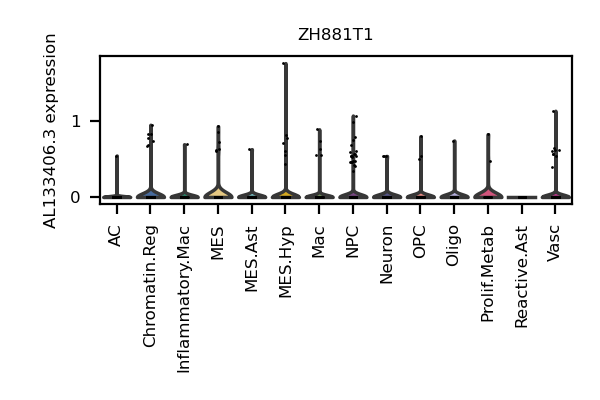 ZH881T1
AL133406.3 expression
1
0
AC
Chromatin.Reg
Inflammatory.Mac
MES
MES.Ast
MES.Hyp
Mac
NPC
Neuron
OPC
Oligo
Prolif.Metab
Reactive.Ast
Vasc